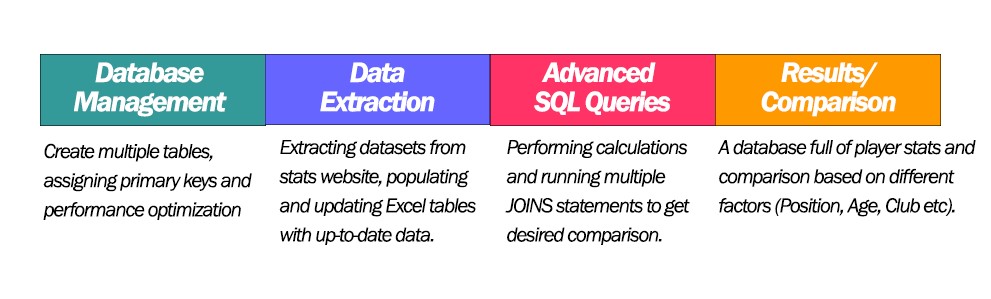 Database
Management
Data
Extraction
Advanced
SQL Queries
Results/
Comparison
Create multiple tables,
assigning primary keys and
performance optimization
Extracting datasets from
stats website, populating
and updating Excel tables
with up-to-date data.
Performing calculations
and running multiple
JOINS statements to get
desired comparison.
A database full of player stats and
comparison based on different
factors (Position, Age, Club etc).